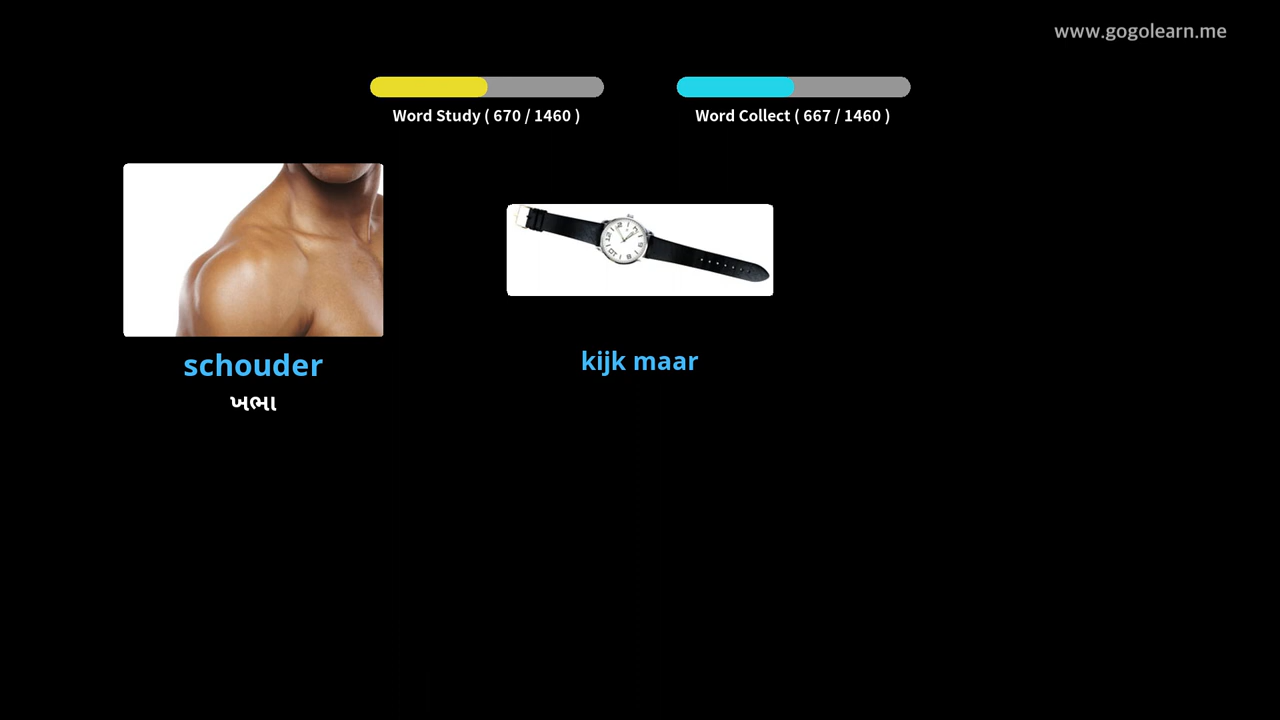 www.gogolearn.me
Word Study ( 670 / 1460 )
Word Collect ( 667 / 1460 )
schouder
ખભા
kijk maar